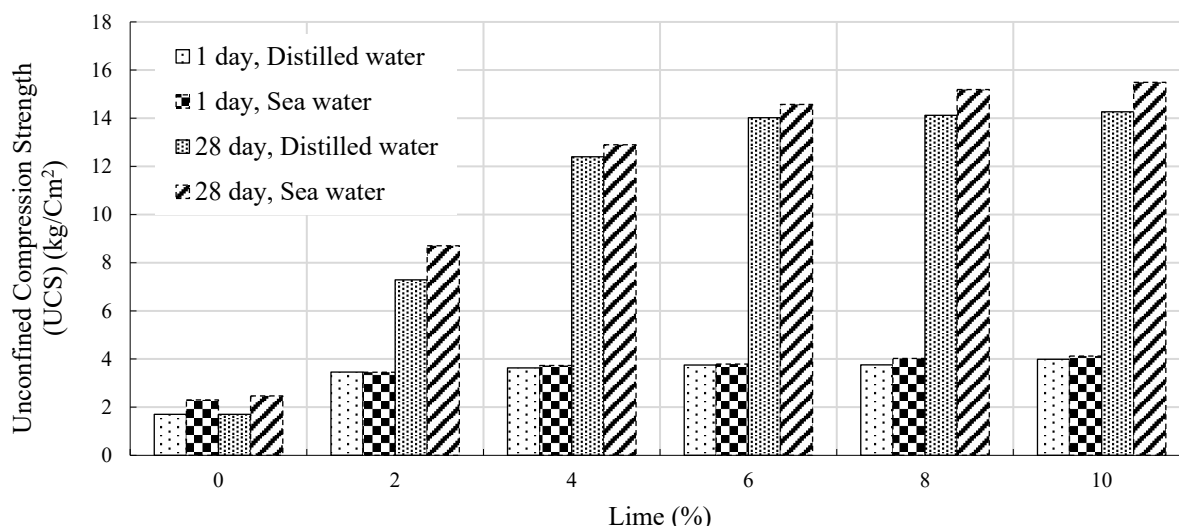 Unconfined Compression Strength
(UCS) (kg/Cm²)
18
16
14
12
10
8
6
4
2
0
1 day, Distilled water
1 day, Sea water
28 day, Distilled water
28 day, Sea water
0 2 4 6 8 10
Lime (%)